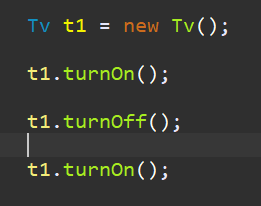 Tv t1 = new Tv();
t1.turnOn();
t1.turnOff();
t1.turnOn();